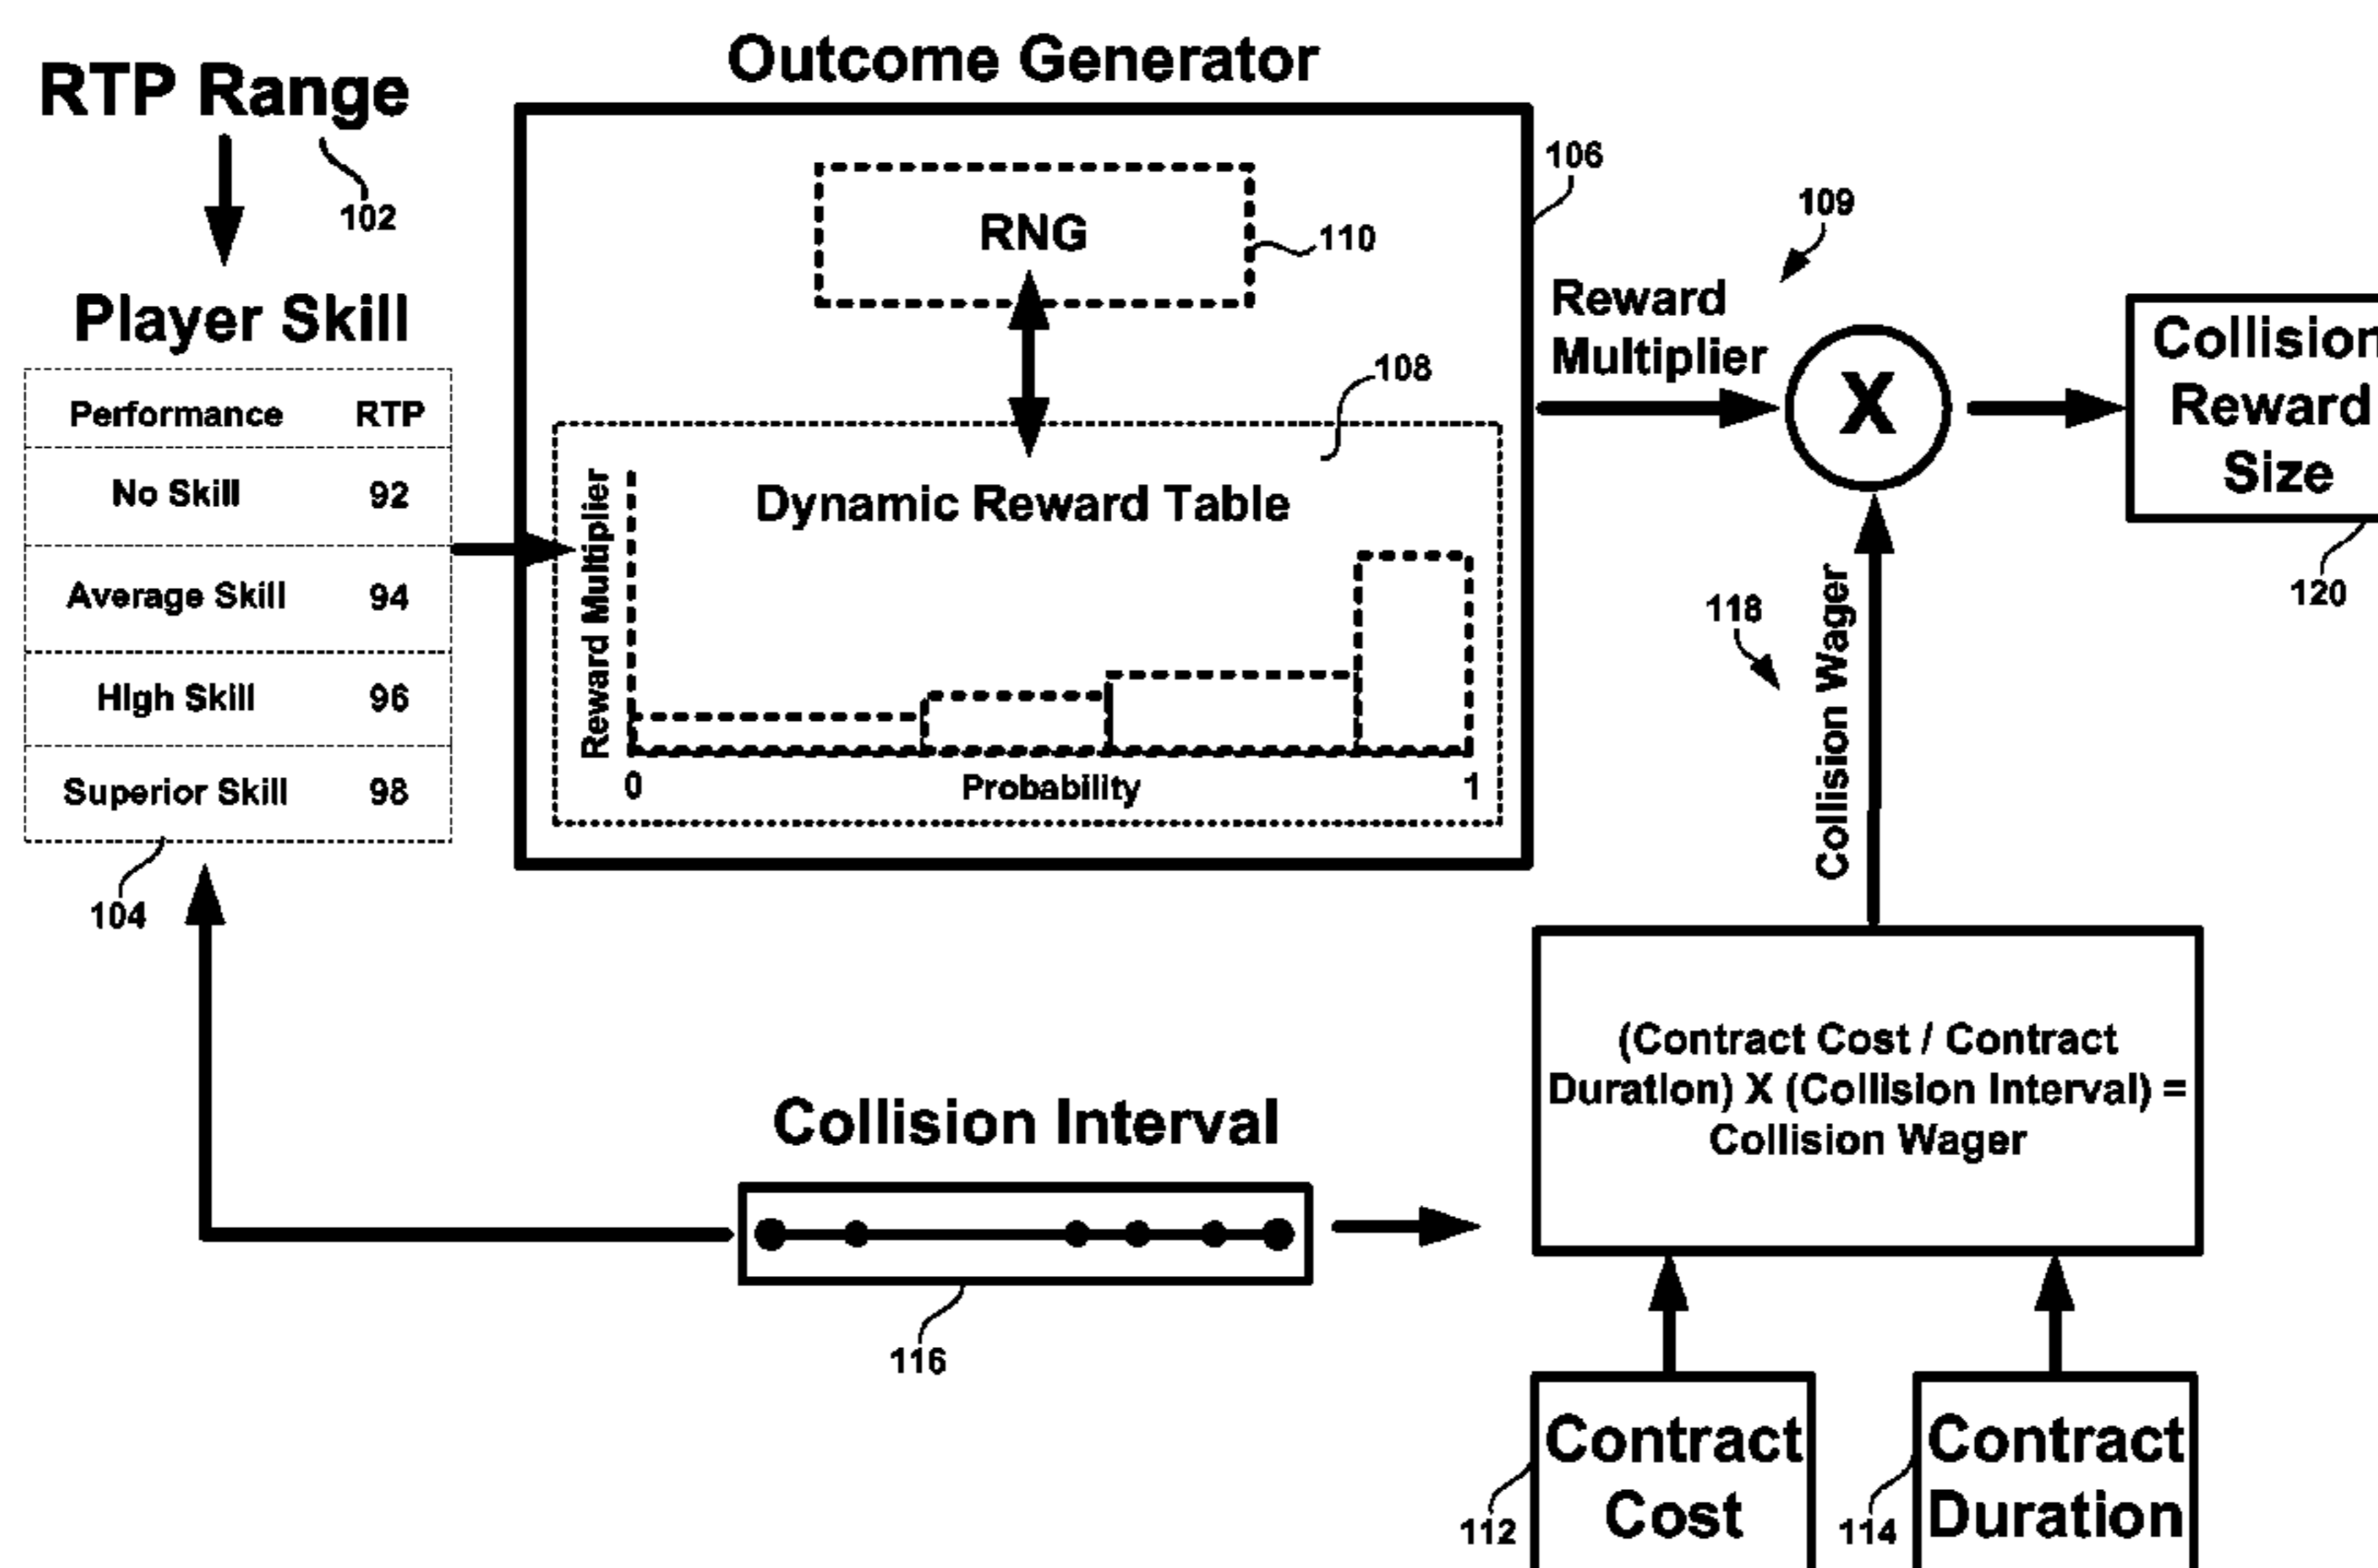 RTP Range
102
Player Skill
Performance RTP
No Skill 92
Average Skill 94
HIgh Skill 96
Superior Skill 98
104
Outcome Generator
106
RNG
110
108
Dynamic Reward Table
Reward Multiplier
0 Probability 1
109
Reward
Multiplier
X
Collision
Reward
Size
120
118
Collision Wager
(Contract Cost / Contract
Duration) X (Collision Interval) =
Collision Wager
Collision Interval
116
Contract
Cost
112
Contract
Duration
114